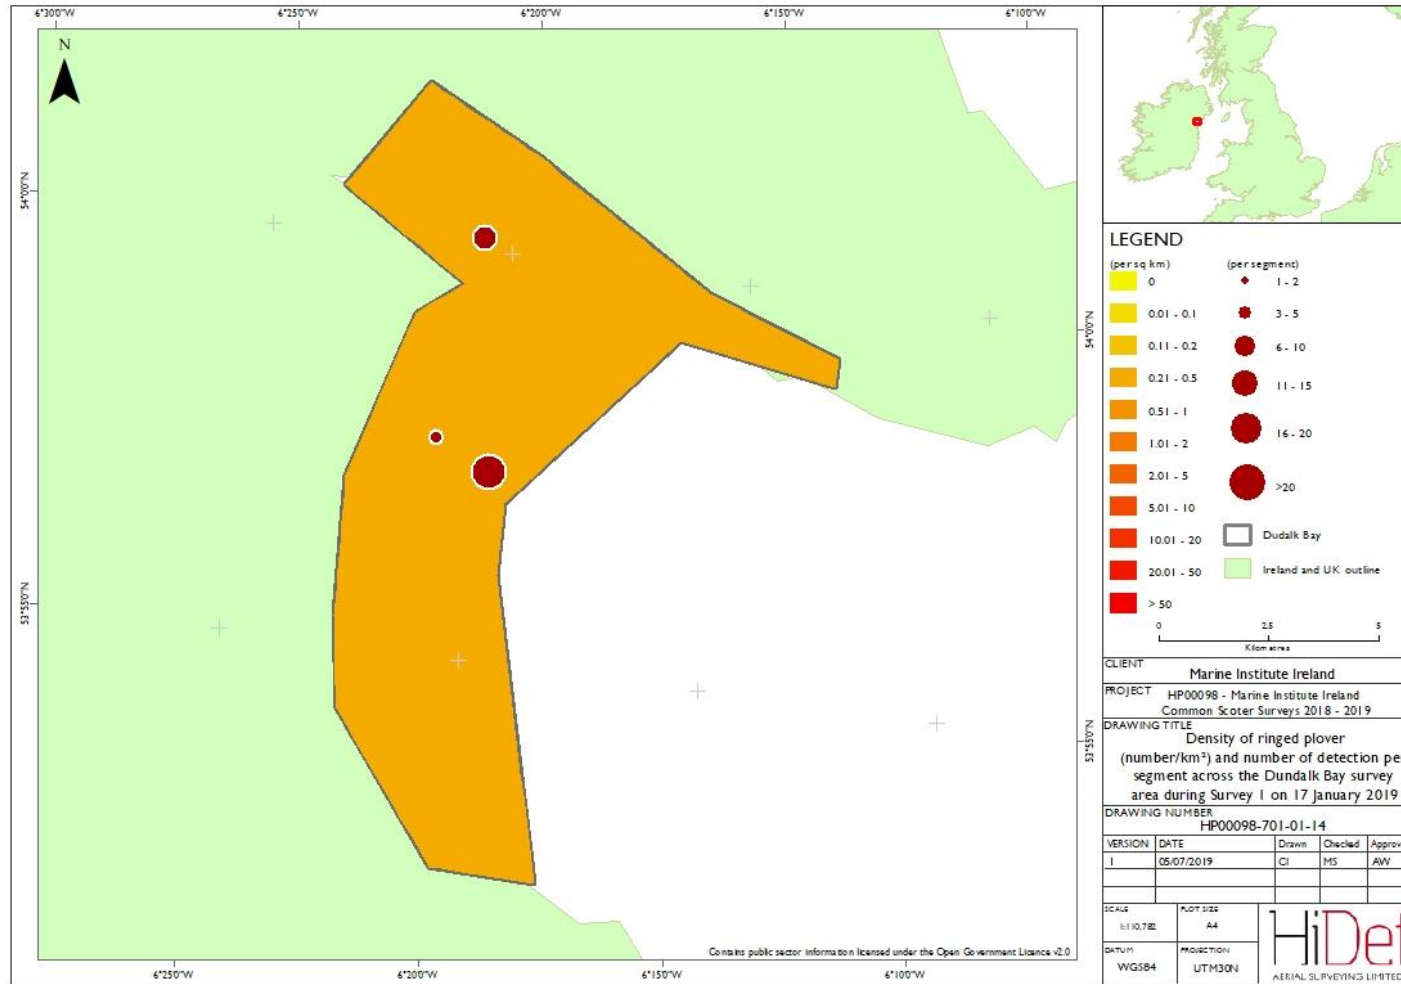 6°30'0"W
6°25'0"W
6°20'0"W
6°15'0"W
6°10'0"W
N
54°0'0"N
54°0'0"N
53°55'0"N
53°55'0"N
6°25'0"W
6°20'0"W
6°15'0"W
6°10'0"W
Contains public sector information licensed under the Open Government Licence v2.0
LEGEND
(per sq km)
0
0.01 - 0.1
0.11 - 0.2
0.21 - 0.5
0.51 - 1
1.01 - 2
2.01 - 5
5.01 - 10
10.01 - 20
20.01 - 50
> 50
(per segment)
1 - 2
3 - 5
6 - 10
11 - 15
16 - 20
>20
Dudalk Bay
Ireland and UK outline
0 2.5 5
Kilometres
CLIENT
Marine Institute Ireland
PROJECT HP00098 - Marine Institute Ireland
Common Scoter Surveys 2018 - 2019
DRAWING TITLE
Density of ringed plover
(number/km²) and number of detection pe
segment across the Dundalk Bay survey
area during Survey 1 on 17 January 2019
DRAWING NUMBER
HP00098-701-01-14
VERSION DATE Drawn Checked Approv
1 05/07/2019 CI MS AW
SCALE PLOT SIZE
1:110,782 A4
DATUM PROJECTION
WGS84 UTM30N
HiDef
AERIAL SURVEYING LIMITED